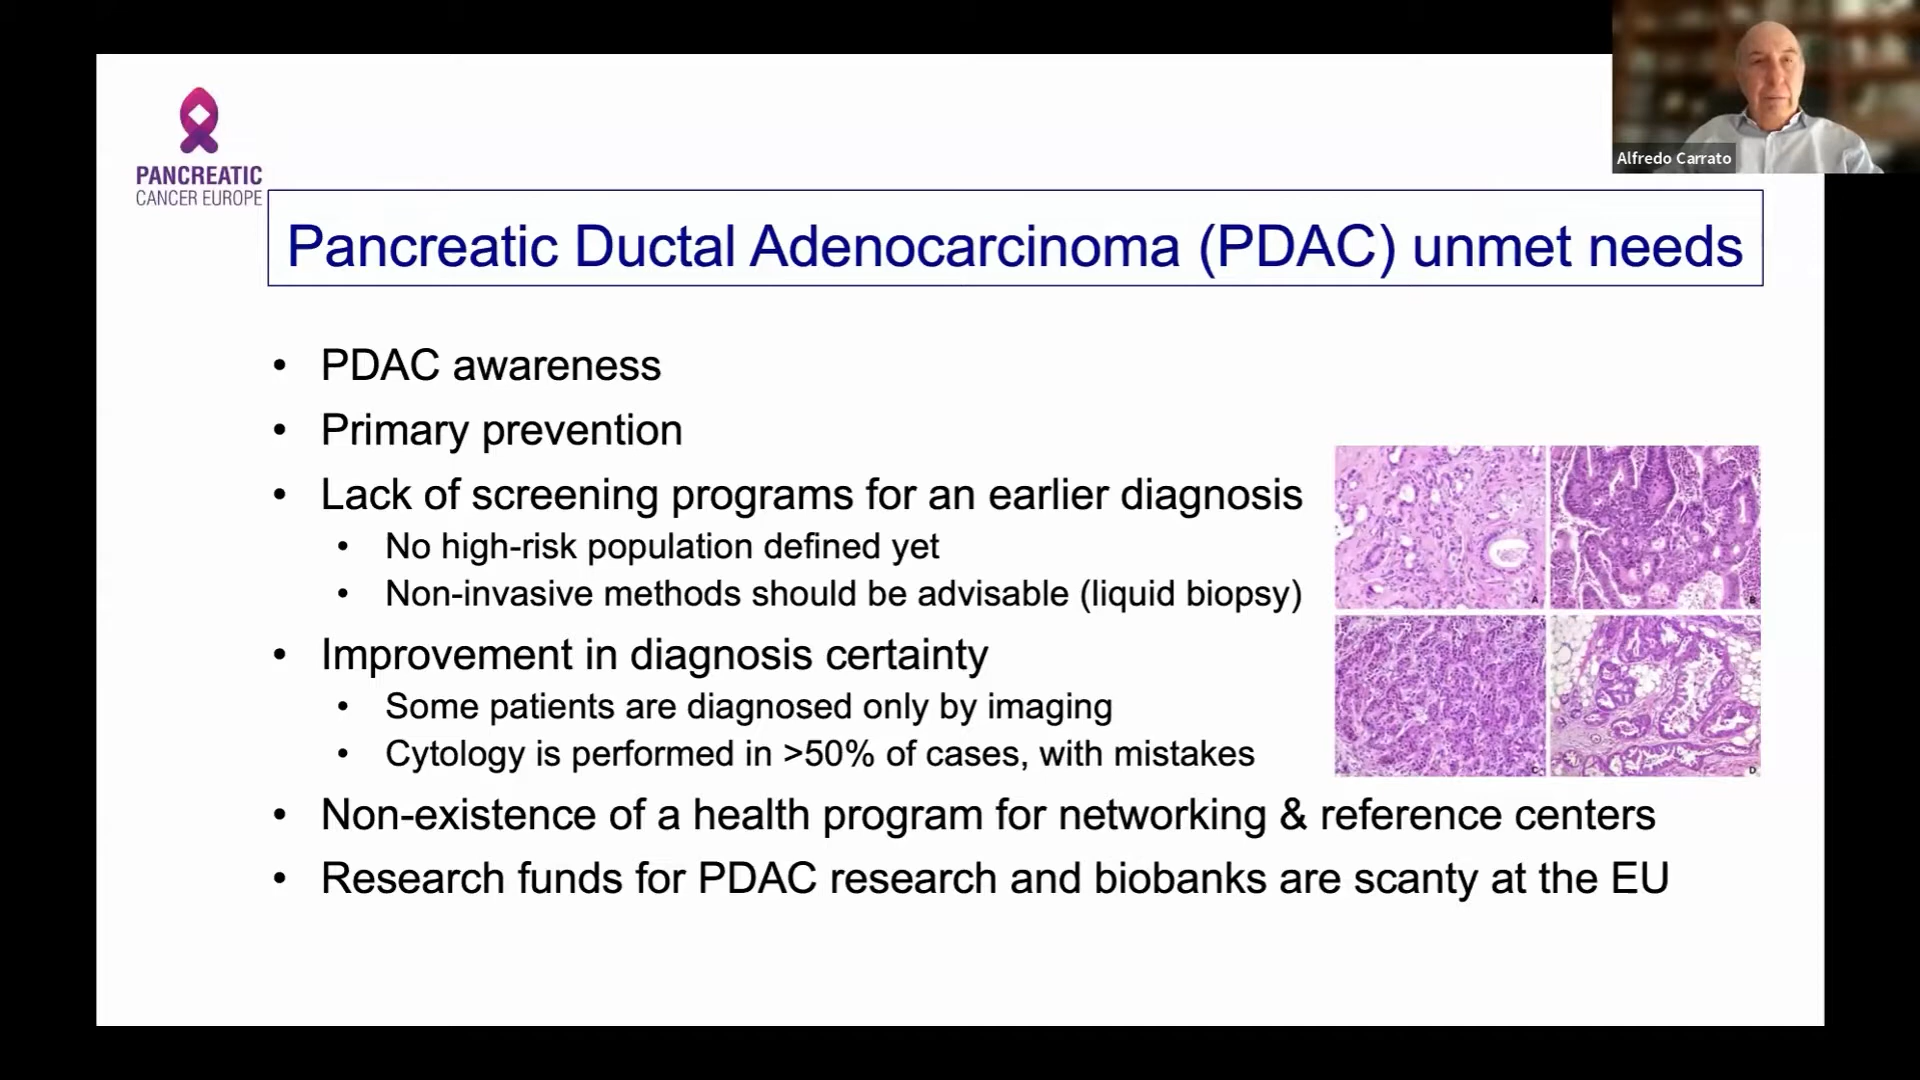 Alfredo Carrato
PANCREATIC
CANCER EUROPE
Pancreatic Ductal Adenocarcinoma (PDAC) unmet needs
• PDAC awareness
• Primary prevention
• Lack of screening programs for an earlier diagnosis
• No high-risk population defined yet
• Non-invasive methods should be advisable (liquid biopsy)
• Improvement in diagnosis certainty
• Some patients are diagnosed only by imaging
• Cytology is performed in >50% of cases, with mistakes
A
B
C
D
• Non-existence of a health program for networking & reference centers
• Research funds for PDAC research and biobanks are scanty at the EU